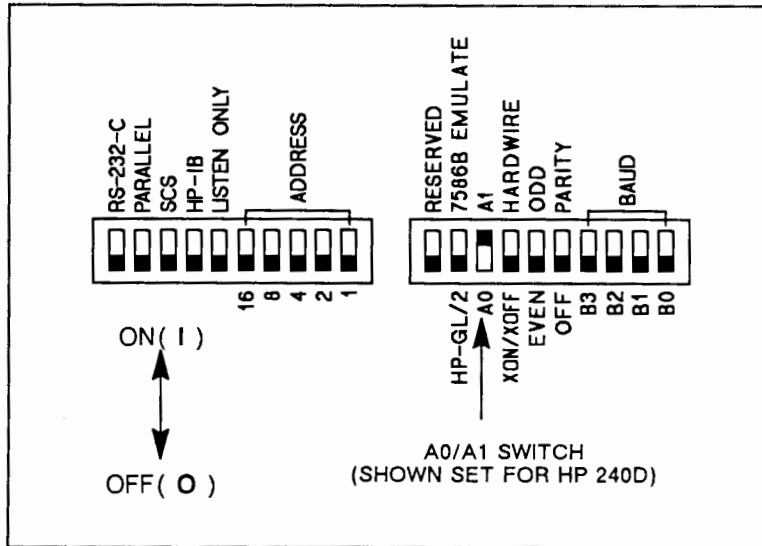 RS-232-C
PARALLEL
SCS
HP-IB
LISTEN ONLY
ADDRESS
16
8
4
2
1
RESERVED
7586B EMULATE
A1
HARDWIRE
ODD
PARITY
BAUD
HP-GL/2
A0
XON/XOFF
EVEN
OFF
B3
B2
B1
B0
ON( I )
OFF( O )
A0/A1 SWITCH
(SHOWN SET FOR HP 240D)